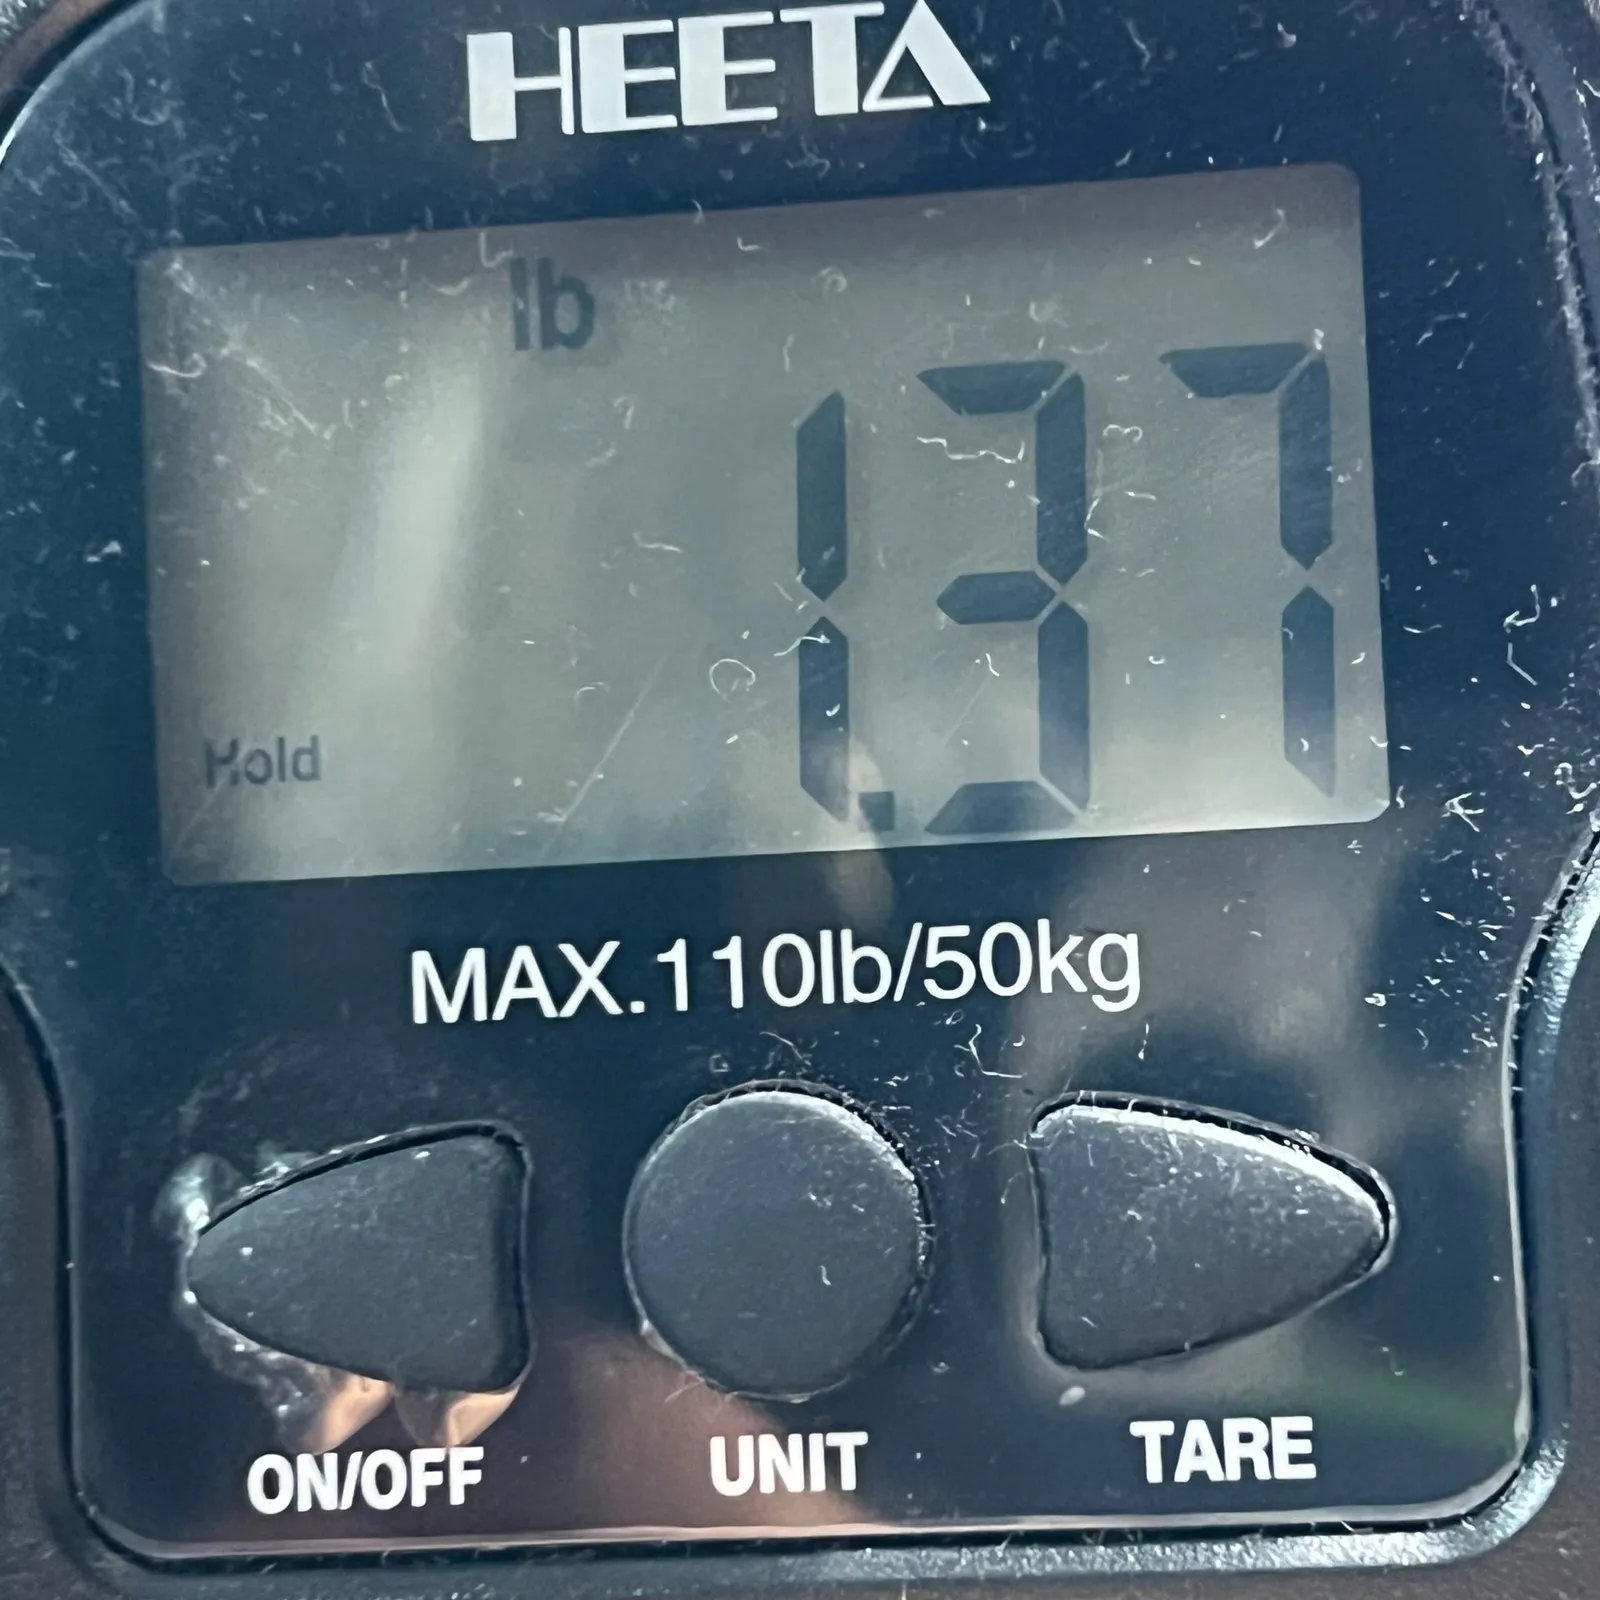 HEETA
lb
1.37
Hold
MAX.110lb/50kg
ON/OFF UNIT TARE